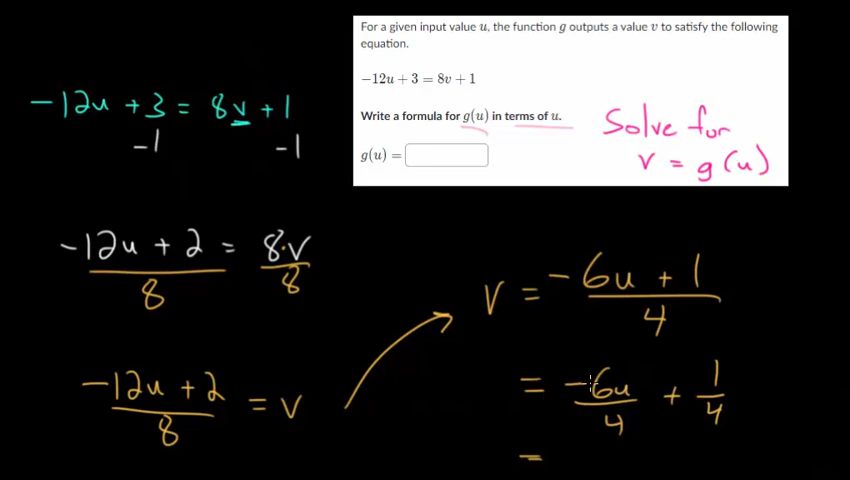 For a given input value u, the function g outputs a value v to satisfy the following
equation.
−12u + 3 = 8v + 1
Write a formula for g(u) in terms of u.
g(u) =
Solve for
v = g(u)
-12u + 3 = 8v + 1
-1 -1
-12u + 2 = 8·v
8 8
-12u + 2 = v
8
v = -6u + 1
4
= -6u + 1
4 4
=